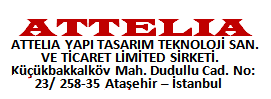 ATTELIA
ATTELIA YAPI TASARIM TEKNOLOJİ SAN.
VE TİCARET LİMİTED SİRKETİ.
Küçükbakkalköv Mah. Dudullu Cad. No:
23/ 258-35 Ataşehir – İstanbul